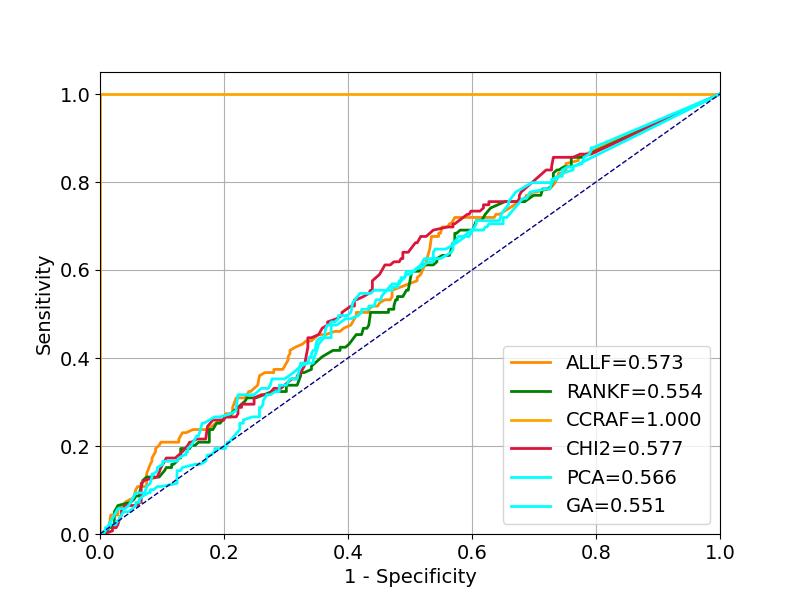 1.0
0.8
0.6
0.4
0.2
0.0
Sensitivity
ALLF=0.573
RANKF=0.554
CCRAF=1.000
CHI2=0.577
PCA=0.566
GA=0.551
0.0 0.2 0.4 0.6 0.8 1.0
1 - Specificity